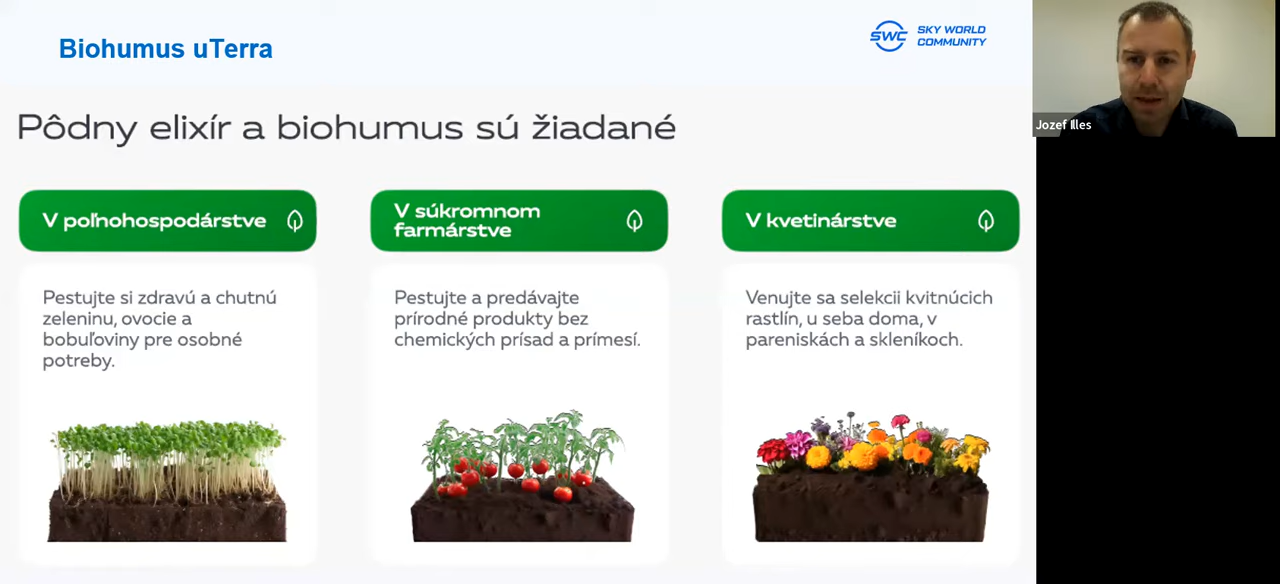 Biohumus uTerra
SWC
SKY WORLD
COMMUNITY
Jozef Illes
Pôdny elixír a biohumus sú žiadané
V poľnohospodárstve
Pestujte si zdravú a chutnú
zeleninu, ovocie a
bobuľoviny pre osobné
potreby.
V súkromnom
farmárstve
Pestujte a predávajte
prírodné produkty bez
chemických prísad a prímesí.
V kvetinárstve
Venujte sa selekcii kvitnúcich
rastlín, u seba doma, v
pareniskách a skleníkoch.